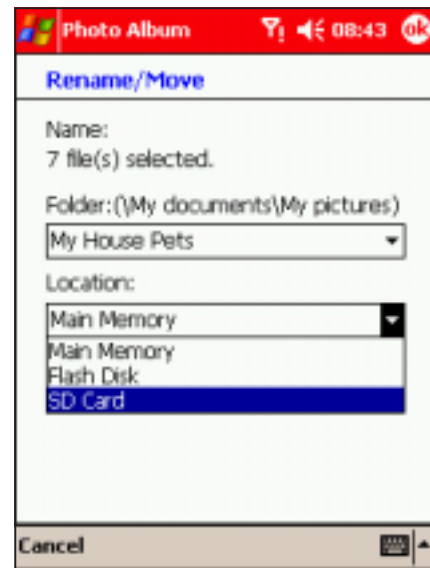 Photo Album 08:43 ok
Rename/Move
Name:
7 file(s) selected.
Folder:(\My documents\My pictures)
My House Pets
Location:
Main Memory
Main Memory
Flash Disk
SD Card
Cancel